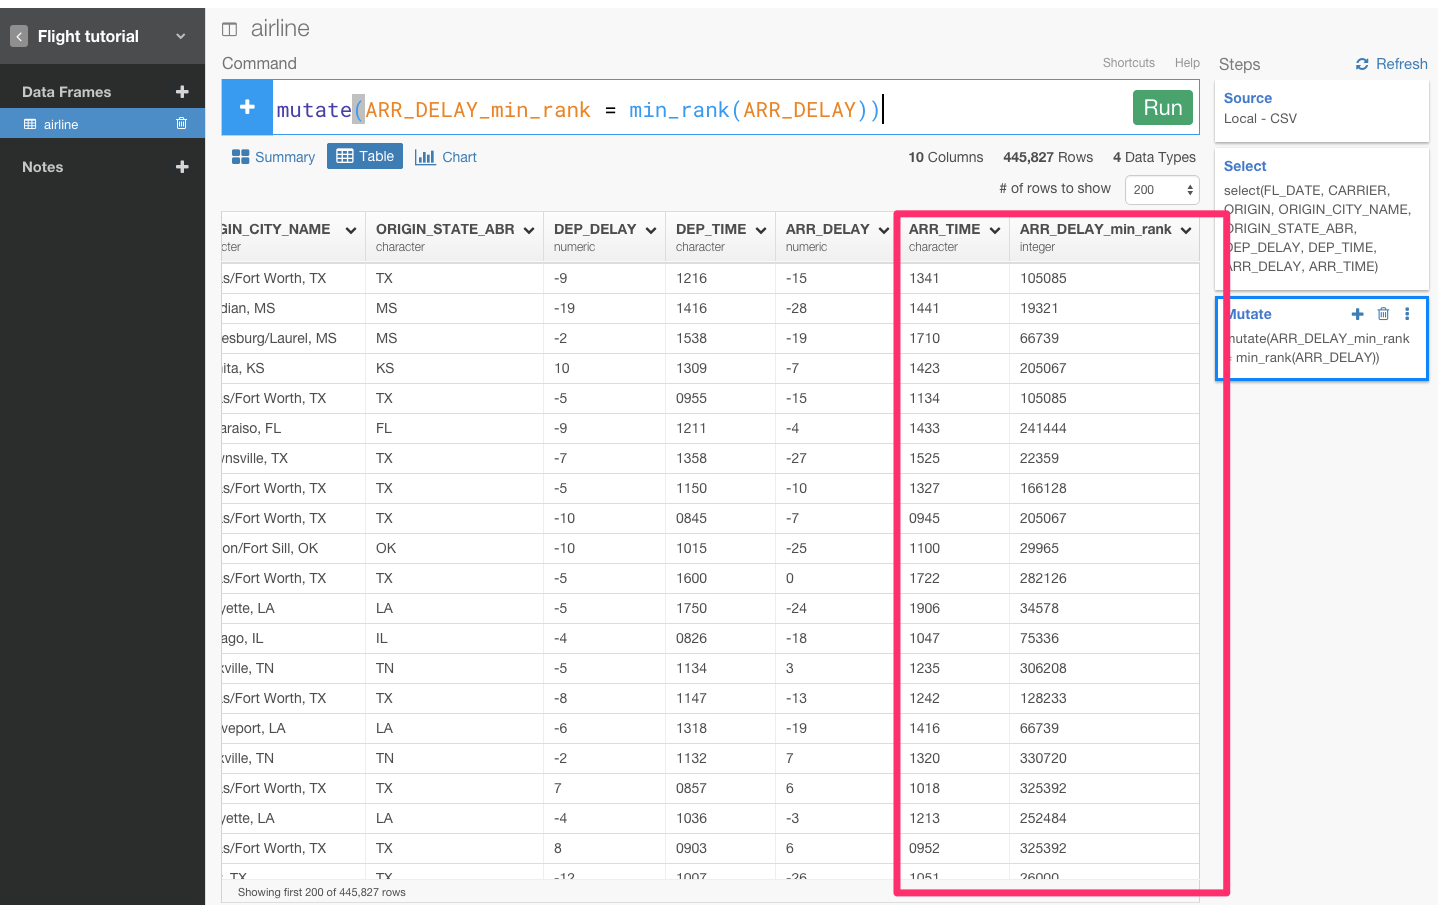 Flight tutorial
Data Frames
airline
Notes
airline
Command
Shortcuts Help
mutate(ARR_DELAY_min_rank = min_rank(ARR_DELAY))
Run
Summary Table Chart
10 Columns 445,827 Rows 4 Data Types
# of rows to show 200
GIN_CITY_NAME ORIGIN_STATE_ABR DEP_DELAY DEP_TIME ARR_DELAY ARR_TIME ARR_DELAY_min_rank
cter character numeric character numeric character integer
s/Fort Worth, TX TX -9 1216 -15 1341 105085
dian, MS MS -19 1416 -28 1441 19321
esburg/Laurel, MS MS -2 1538 -19 1710 66739
ita, KS KS 10 1309 -7 1423 205067
s/Fort Worth, TX TX -5 0955 -15 1134 105085
araiso, FL FL -9 1211 -4 1433 241444
nsville, TX TX -7 1358 -27 1525 22359
s/Fort Worth, TX TX -5 1150 -10 1327 166128
s/Fort Worth, TX TX -10 0845 -7 0945 205067
on/Fort Sill, OK OK -10 1015 -25 1100 29965
s/Fort Worth, TX TX -5 1600 0 1722 282126
yette, LA LA -5 1750 -24 1906 34578
ago, IL IL -4 0826 -18 1047 75336
ville, TN TN -5 1134 3 1235 306208
s/Fort Worth, TX TX -8 1147 -13 1242 128233
veport, LA LA -6 1318 -19 1416 66739
ville, TN TN -2 1132 7 1320 330720
s/Fort Worth, TX TX 7 0857 6 1018 325392
yette, LA LA -4 1036 -3 1213 252484
s/Fort Worth, TX TX 8 0903 6 0952 325392
, TX TX -12 1007 -26 1051 26000
Showing first 200 of 445,827 rows
Steps Refresh
Source
Local - CSV
Select
select(FL_DATE, CARRIER,
ORIGIN, ORIGIN_CITY_NAME,
ORIGIN_STATE_ABR,
DEP_DELAY, DEP_TIME,
ARR_DELAY, ARR_TIME)
Mutate
mutate(ARR_DELAY_min_rank
= min_rank(ARR_DELAY))